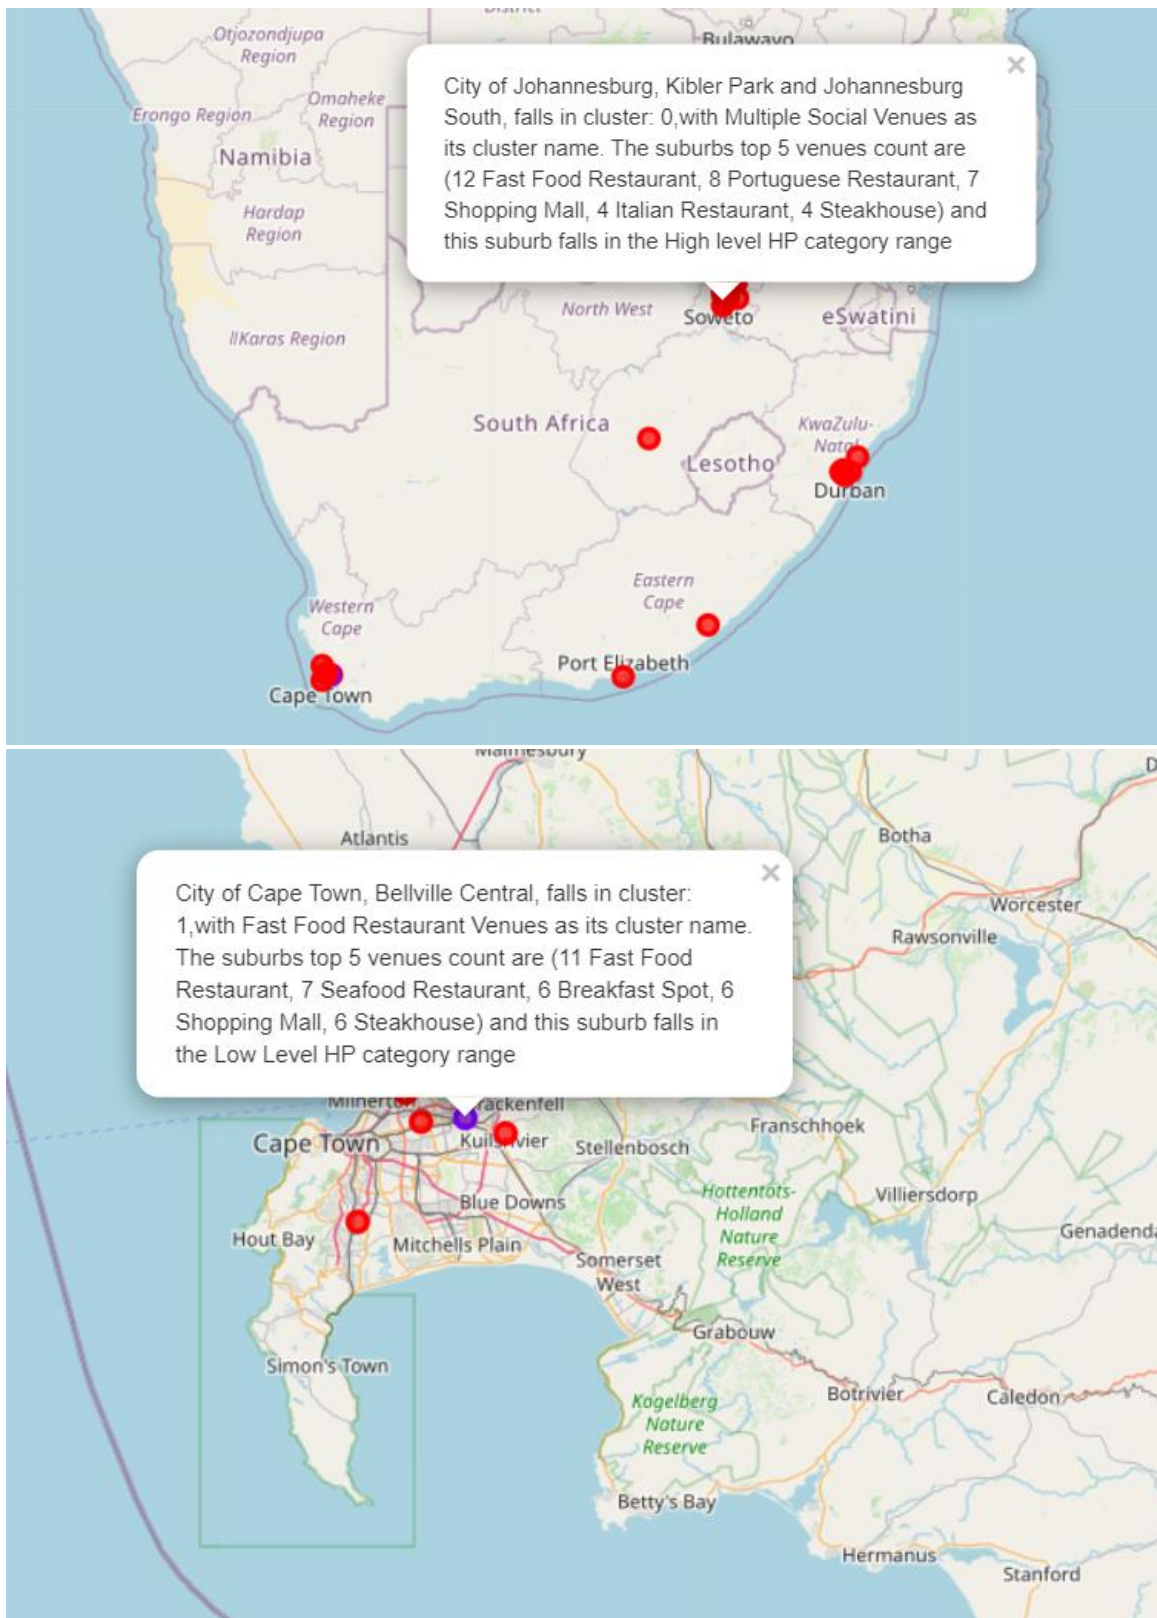 District
Otjozondjupa
Region
Bulawayo
×
City of Johannesburg, Kibler Park and Johannesburg
South, falls in cluster: 0,with Multiple Social Venues as
its cluster name. The suburbs top 5 venues count are
(12 Fast Food Restaurant, 8 Portuguese Restaurant, 7
Shopping Mall, 4 Italian Restaurant, 4 Steakhouse) and
this suburb falls in the High level HP category range
Omaheke
Region
Erongo Region
Namibia
Hardap
Region
North West
Soweto
eSwatini
llKaras Region
South Africa
KwaZulu-
Natal
Lesotho
Durban
Eastern
Cape
Western
Cape
Port Elizabeth
Cape Town
Malmesbury
Atlantis
Botha
×
City of Cape Town, Bellville Central, falls in cluster:
1,with Fast Food Restaurant Venues as its cluster name.
The suburbs top 5 venues count are (11 Fast Food
Restaurant, 7 Seafood Restaurant, 6 Breakfast Spot, 6
Shopping Mall, 6 Steakhouse) and this suburb falls in
the Low Level HP category range
Worcester
Rawsonville
Milnerton
rackenfell
Cape Town
Stellenbosch
Franschhoek
Blue Downs
Hottentots-
Holland
Nature
Reserve
Villiersdorp
Hout Bay
Mitchells Plain
Genadenda
Somerset
West
Grabouw
Simon's Town
Kogelberg
Nature
Reserve
Botrivier
Caledon
Betty's Bay
Hermanus
Stanford